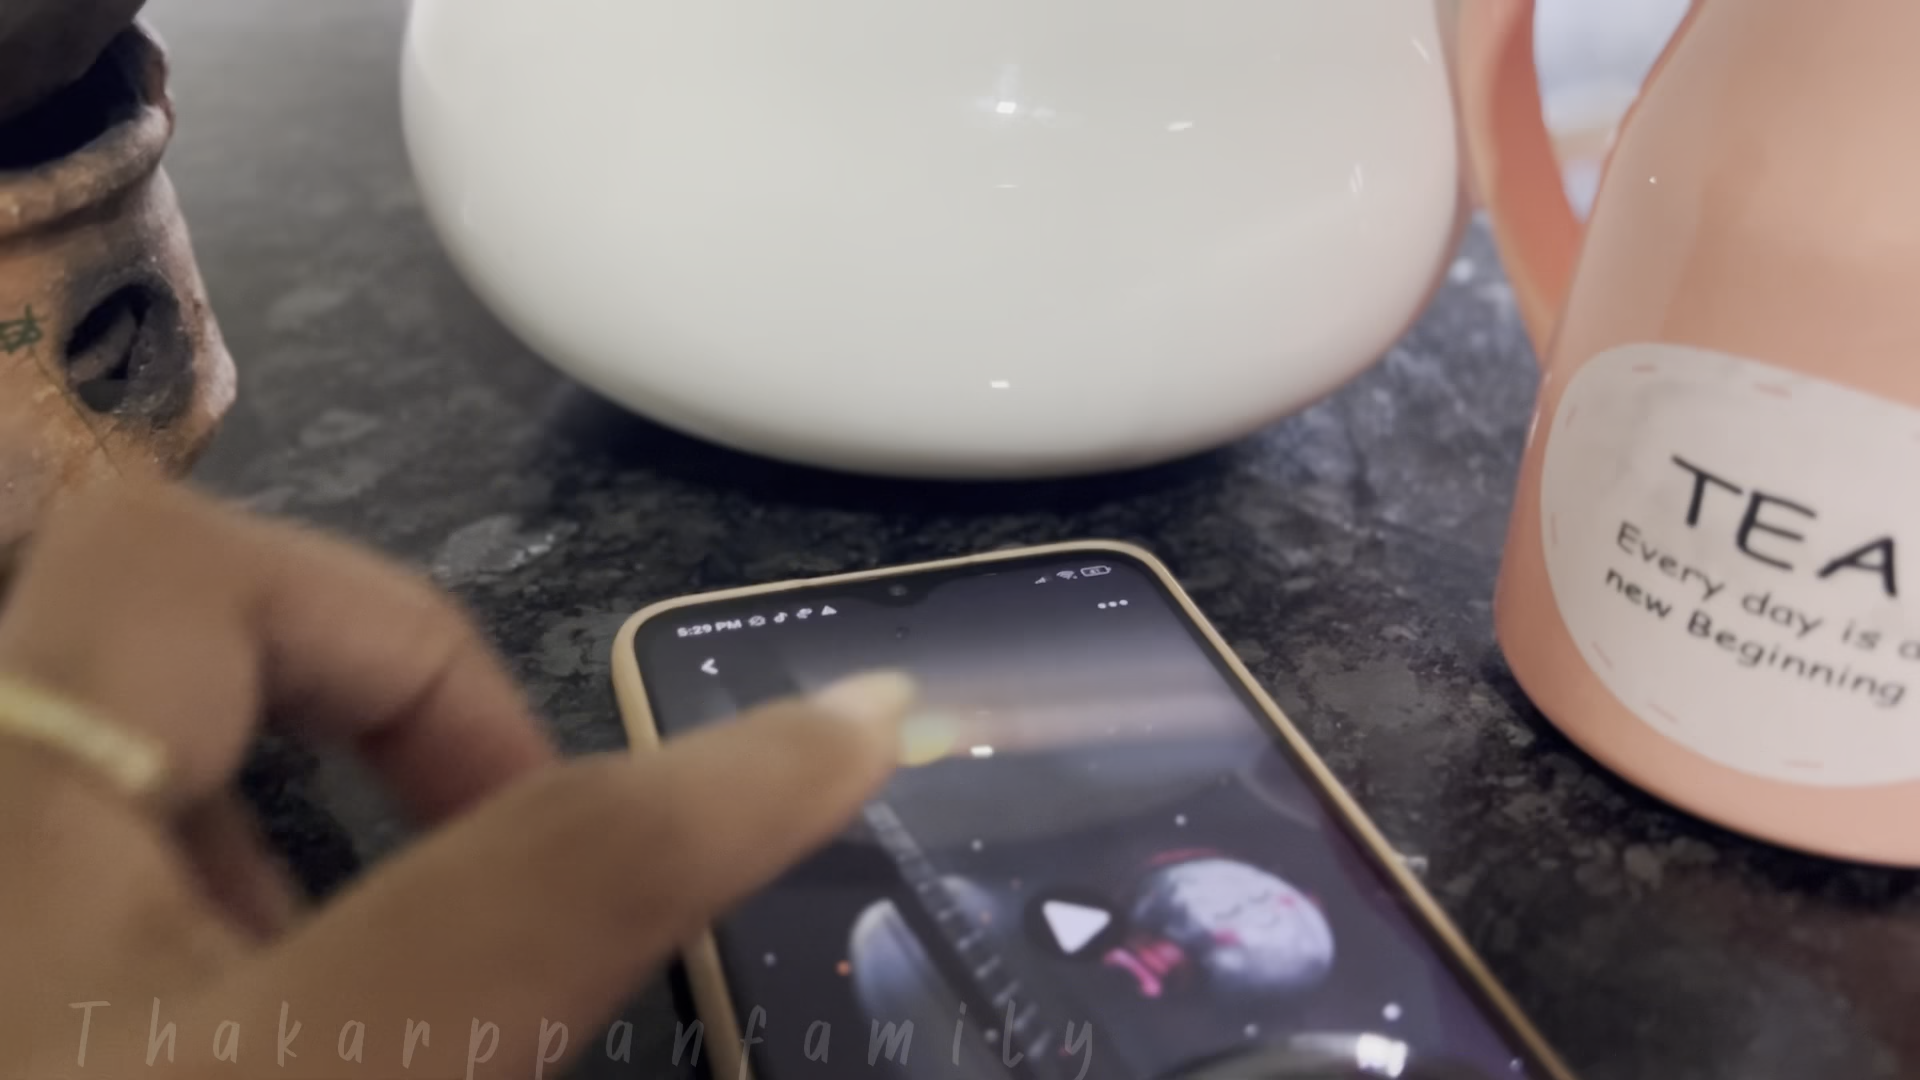 5:29 PM
TEA
Every day is a
new Beginning
Thakarppanfamily